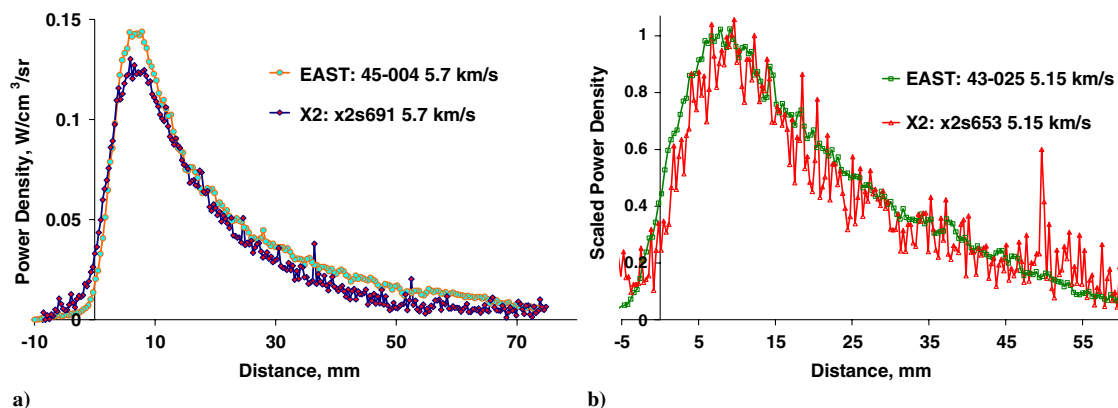 0.15
0.1
0.05
0
Power Density, W/cm³/sr
EAST: 45-004 5.7 km/s
X2: x2s691 5.7 km/s
-10 10 30 50 70
Distance, mm
a)
1
0.8
0.6
0.4
0.2
0
Scaled Power Density
EAST: 43-025 5.15 km/s
X2: x2s653 5.15 km/s
-5 5 15 25 35 45 55
Distance, mm
b)